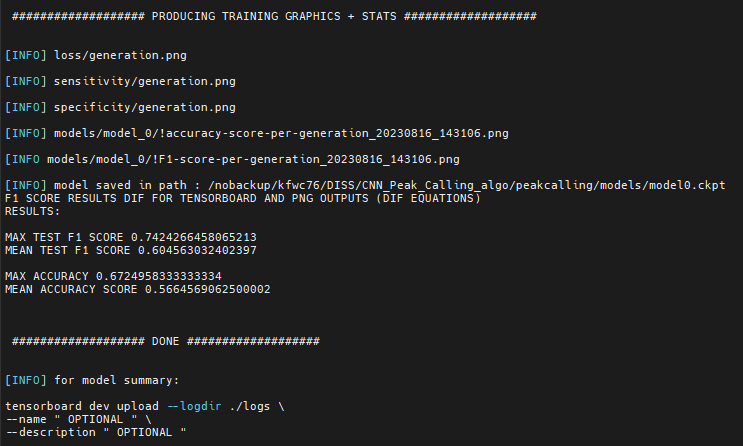 ################### PRODUCING TRAINING GRAPHICS + STATS ###################
[INFO] loss/generation.png
[INFO] sensitivity/generation.png
[INFO] specificity/generation.png
[INFO] models/model_0/!accuracy-score-per-generation_20230816_143106.png
[INFO models/model_0/!F1-score-per-generation_20230816_143106.png
[INFO] model saved in path : /nobackup/kfwc76/DISS/CNN_Peak_Calling_algo/peakcalling/models/model0.ckpt
F1 SCORE RESULTS DIF FOR TENSORBOARD AND PNG OUTPUTS (DIF EQUATIONS)
RESULTS:
MAX TEST F1 SCORE 0.7424266458065213
MEAN TEST F1 SCORE 0.604563032402397
MAX ACCURACY 0.6724958333333334
MEAN ACCURACY SCORE 0.5664569062500002
################### DONE ###################
[INFO] for model summary:
tensorboard dev upload --logdir ./logs \
--name " OPTIONAL " \
--description " OPTIONAL "